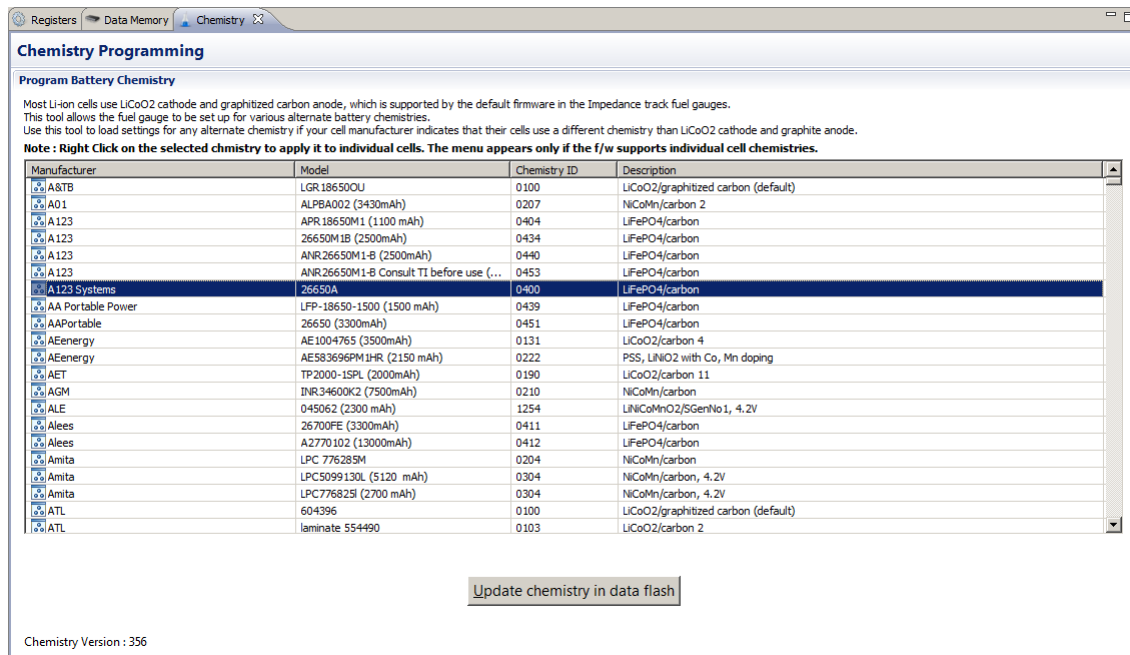 Registers Data Memory Chemistry
Chemistry Programming
Program Battery Chemistry
Most Li-ion cells use LiCoO2 cathode and graphitized carbon anode, which is supported by the default firmware in the Impedance track fuel gauges.
This tool allows the fuel gauge to be set up for various alternate battery chemistries.
Use this tool to load settings for any alternate chemistry if your cell manufacturer indicates that their cells use a different chemistry than LiCoO2 cathode and graphite anode.
Note : Right Click on the selected chmistry to apply it to individual cells. The menu appears only if the f/w supports individual cell chemistries.
Manufacturer Model Chemistry ID Description
A&TB LGR18650OU 0100 LiCoO2/graphitized carbon (default)
A01 ALPBA002 (3430mAh) 0207 NiCoMn/carbon 2
A123 APR18650M1 (1100 mAh) 0404 LiFePO4/carbon
A123 26650M1B (2500mAh) 0434 LiFePO4/carbon
A123 ANR26650M1-B (2500mAh) 0440 LiFePO4/carbon
A123 ANR26650M1-B Consult TI before use (... 0453 LiFePO4/carbon
A123 Systems 26650A 0400 LiFePO4/carbon
AA Portable Power LFP-18650-1500 (1500 mAh) 0439 LiFePO4/carbon
AAPortable 26650 (3300mAh) 0451 LiFePO4/carbon
AEenergy AE1004765 (3500mAh) 0131 LiCoO2/carbon 4
AEenergy AE583696PM1HR (2150 mAh) 0222 PSS, LiNiO2 with Co, Mn doping
AET TP2000-1SPL (2000mAh) 0190 LiCoO2/carbon 11
AGM INR34600K2 (7500mAh) 0210 NiCoMn/carbon
ALE 045062 (2300 mAh) 1254 LiNiCoMnO2/SGenNo1, 4.2V
Alees 26700FE (3300mAh) 0411 LiFePO4/carbon
Alees A2770102 (13000mAh) 0412 LiFePO4/carbon
Amita LPC 776285M 0204 NiCoMn/carbon
Amita LPC5099130L (5120 mAh) 0304 NiCoMn/carbon, 4.2V
Amita LPC776825l (2700 mAh) 0304 NiCoMn/carbon, 4.2V
ATL 604396 0100 LiCoO2/graphitized carbon (default)
ATL laminate 554490 0103 LiCoO2/carbon 2
Update chemistry in data flash
Chemistry Version : 356